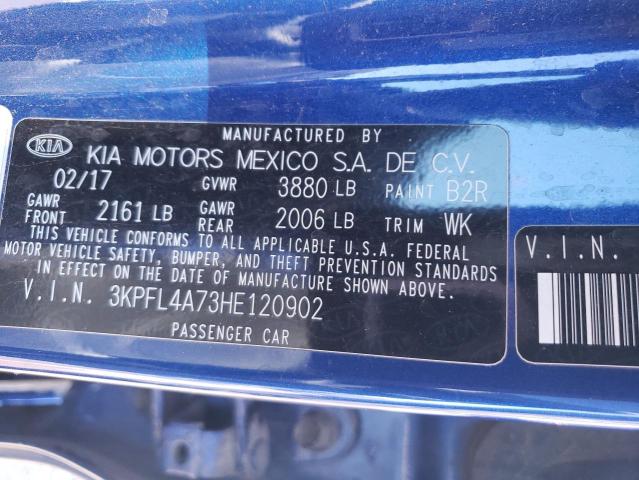 MANUFACTURED BY
KIA KIA MOTORS MEXICO S.A. DE C.V.
02/17 GVWR 3880 LB PAINT B2R
GAWR FRONT 2161 LB GAWR REAR 2006 LB TRIM WK
THIS VEHICLE CONFORMS TO ALL APPLICABLE U.S.A. FEDERAL
MOTOR VEHICLE SAFETY, BUMPER, AND THEFT PREVENTION STANDARDS
IN EFFECT ON THE DATE OF MANUFACTURE SHOWN ABOVE.
V.I.N. 3KPFL4A73HE120902
PASSENGER CAR
V.I.N.